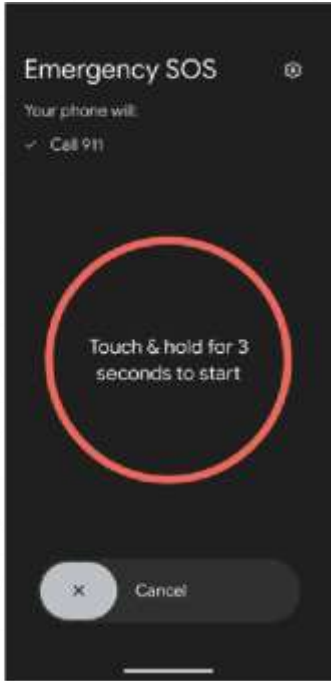 Emergency SOS
Your phone will:
Call 911
Touch & hold for 3
seconds to start
Cancel